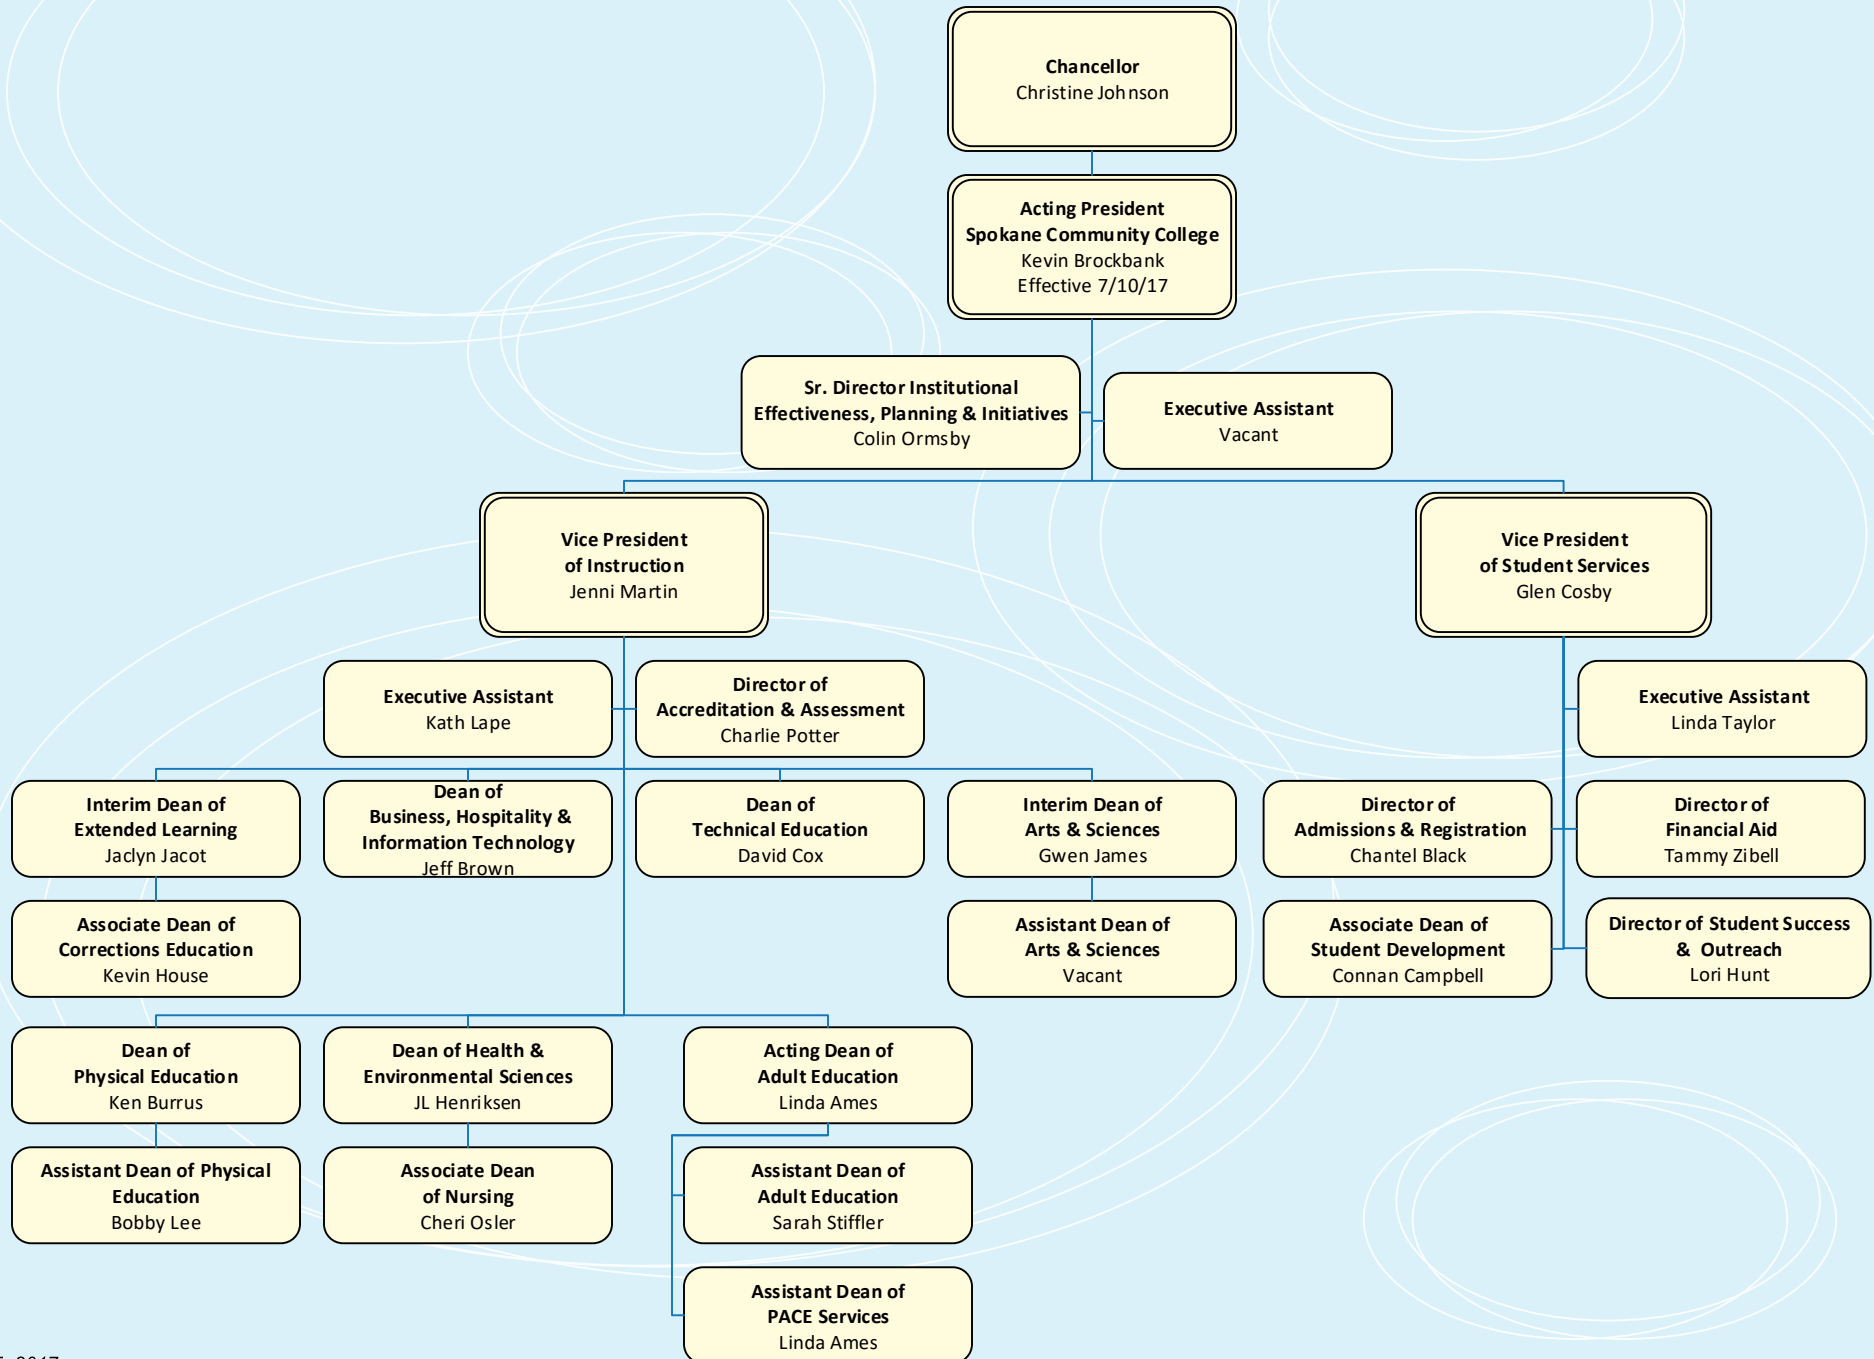 Chancellor
Christine Johnson
Acting President
Spokane Community College
Kevin Brockbank
Effective 7/10/17
Sr. Director Institutional
Effectiveness, Planning & Initiatives
Colin Ormsby
Executive Assistant
Vacant
Vice President
of Instruction
Jenni Martin
Vice President
of Student Services
Glen Cosby
Executive Assistant
Kath Lape
Director of
Accreditation & Assessment
Charlie Potter
Executive Assistant
Linda Taylor
Interim Dean of
Extended Learning
Jaclyn Jacot
Dean of
Business, Hospitality &
Information Technology
Jeff Brown
Dean of
Technical Education
David Cox
Interim Dean of
Arts & Sciences
Gwen James
Director of
Admissions & Registration
Chantel Black
Director of
Financial Aid
Tammy Zibell
Associate Dean of
Corrections Education
Kevin House
Assistant Dean of
Arts & Sciences
Vacant
Associate Dean of
Student Development
Connan Campbell
Director of Student Success
& Outreach
Lori Hunt
Dean of
Physical Education
Ken Burrus
Dean of Health &
Environmental Sciences
JL Henriksen
Acting Dean of
Adult Education
Linda Ames
Assistant Dean of Physical
Education
Bobby Lee
Associate Dean
of Nursing
Cheri Osler
Assistant Dean of
Adult Education
Sarah Stiffler
Assistant Dean of
PACE Services
Linda Ames